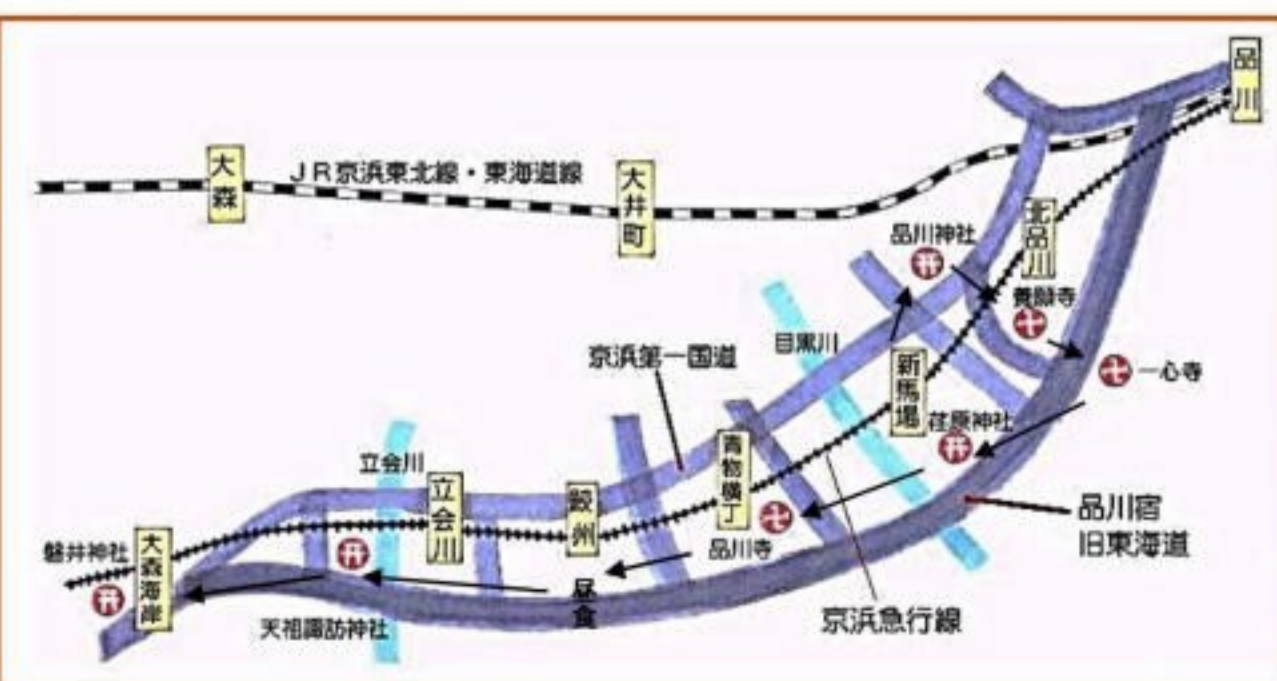 品川
大森
JR京浜東北線・東海道線
大井町
北品川
品川神社
養願寺
目黒川
京浜第一国道
新馬場
一心寺
荏原神社
青物横丁
立会川
立会川
鮫州
品川宿
旧東海道
品川寺
磐井神社
大森海岸
昼食
天祖諏訪神社
京浜急行線